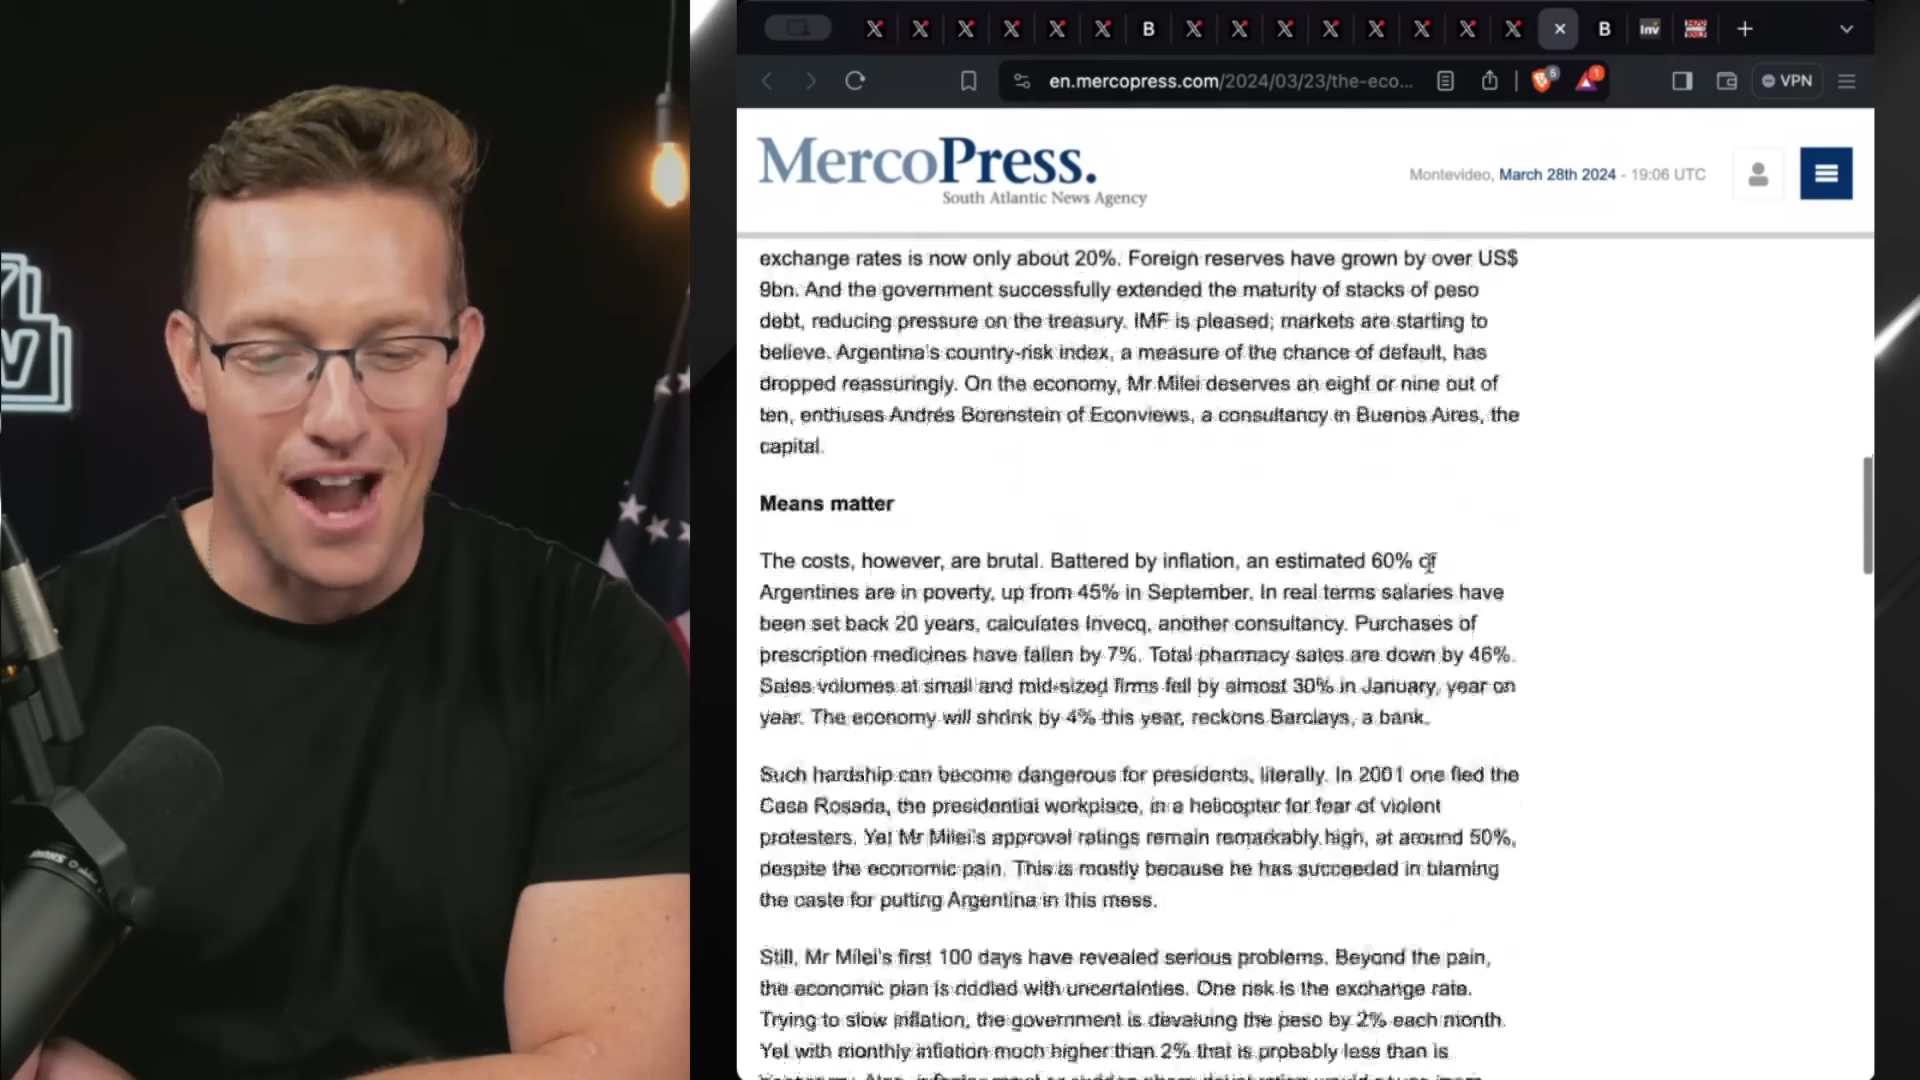 B
B
Inv
en.mercopress.com/2024/03/23/the-eco...
6
1
VPN
MercoPress.
South Atlantic News Agency
Montevideo, March 28th 2024 - 19:06 UTC
exchange rates is now only about 20%. Foreign reserves have grown by over US$
9bn. And the government successfully extended the maturity of stacks of peso
debt, reducing pressure on the treasury. IMF is pleased; markets are starting to
believe. Argentina's country-risk index, a measure of the chance of default, has
dropped reassuringly. On the economy, Mr Milei deserves an eight or nine out of
ten, enthuses Andrés Borenstein of Econviews, a consultancy in Buenos Aires, the
capital.
Means matter
The costs, however, are brutal. Battered by inflation, an estimated 60% of
Argentines are in poverty, up from 45% in September. In real terms salaries have
been set back 20 years, calculates Invecq, another consultancy. Purchases of
prescription medicines have fallen by 7%. Total pharmacy sales are down by 46%.
Sales volumes at small and mid-sized firms fell by almost 30% in January, year on
year. The economy will shrink by 4% this year, reckons Barclays, a bank.
Such hardship can become dangerous for presidents, literally. In 2001 one fled the
Casa Rosada, the presidential workplace, in a helicopter for fear of violent
protesters. Yet Mr Milei's approval ratings remain remarkably high, at around 50%,
despite the economic pain. This is mostly because he has succeeded in blaming
the caste for putting Argentina in this mess.
Still, Mr Milei's first 100 days have revealed serious problems. Beyond the pain,
the economic plan is riddled with uncertainties. One risk is the exchange rate.
Trying to slow inflation, the government is devaluing the peso by 2% each month.
Yet with monthly inflation much higher than 2% that is probably less than is